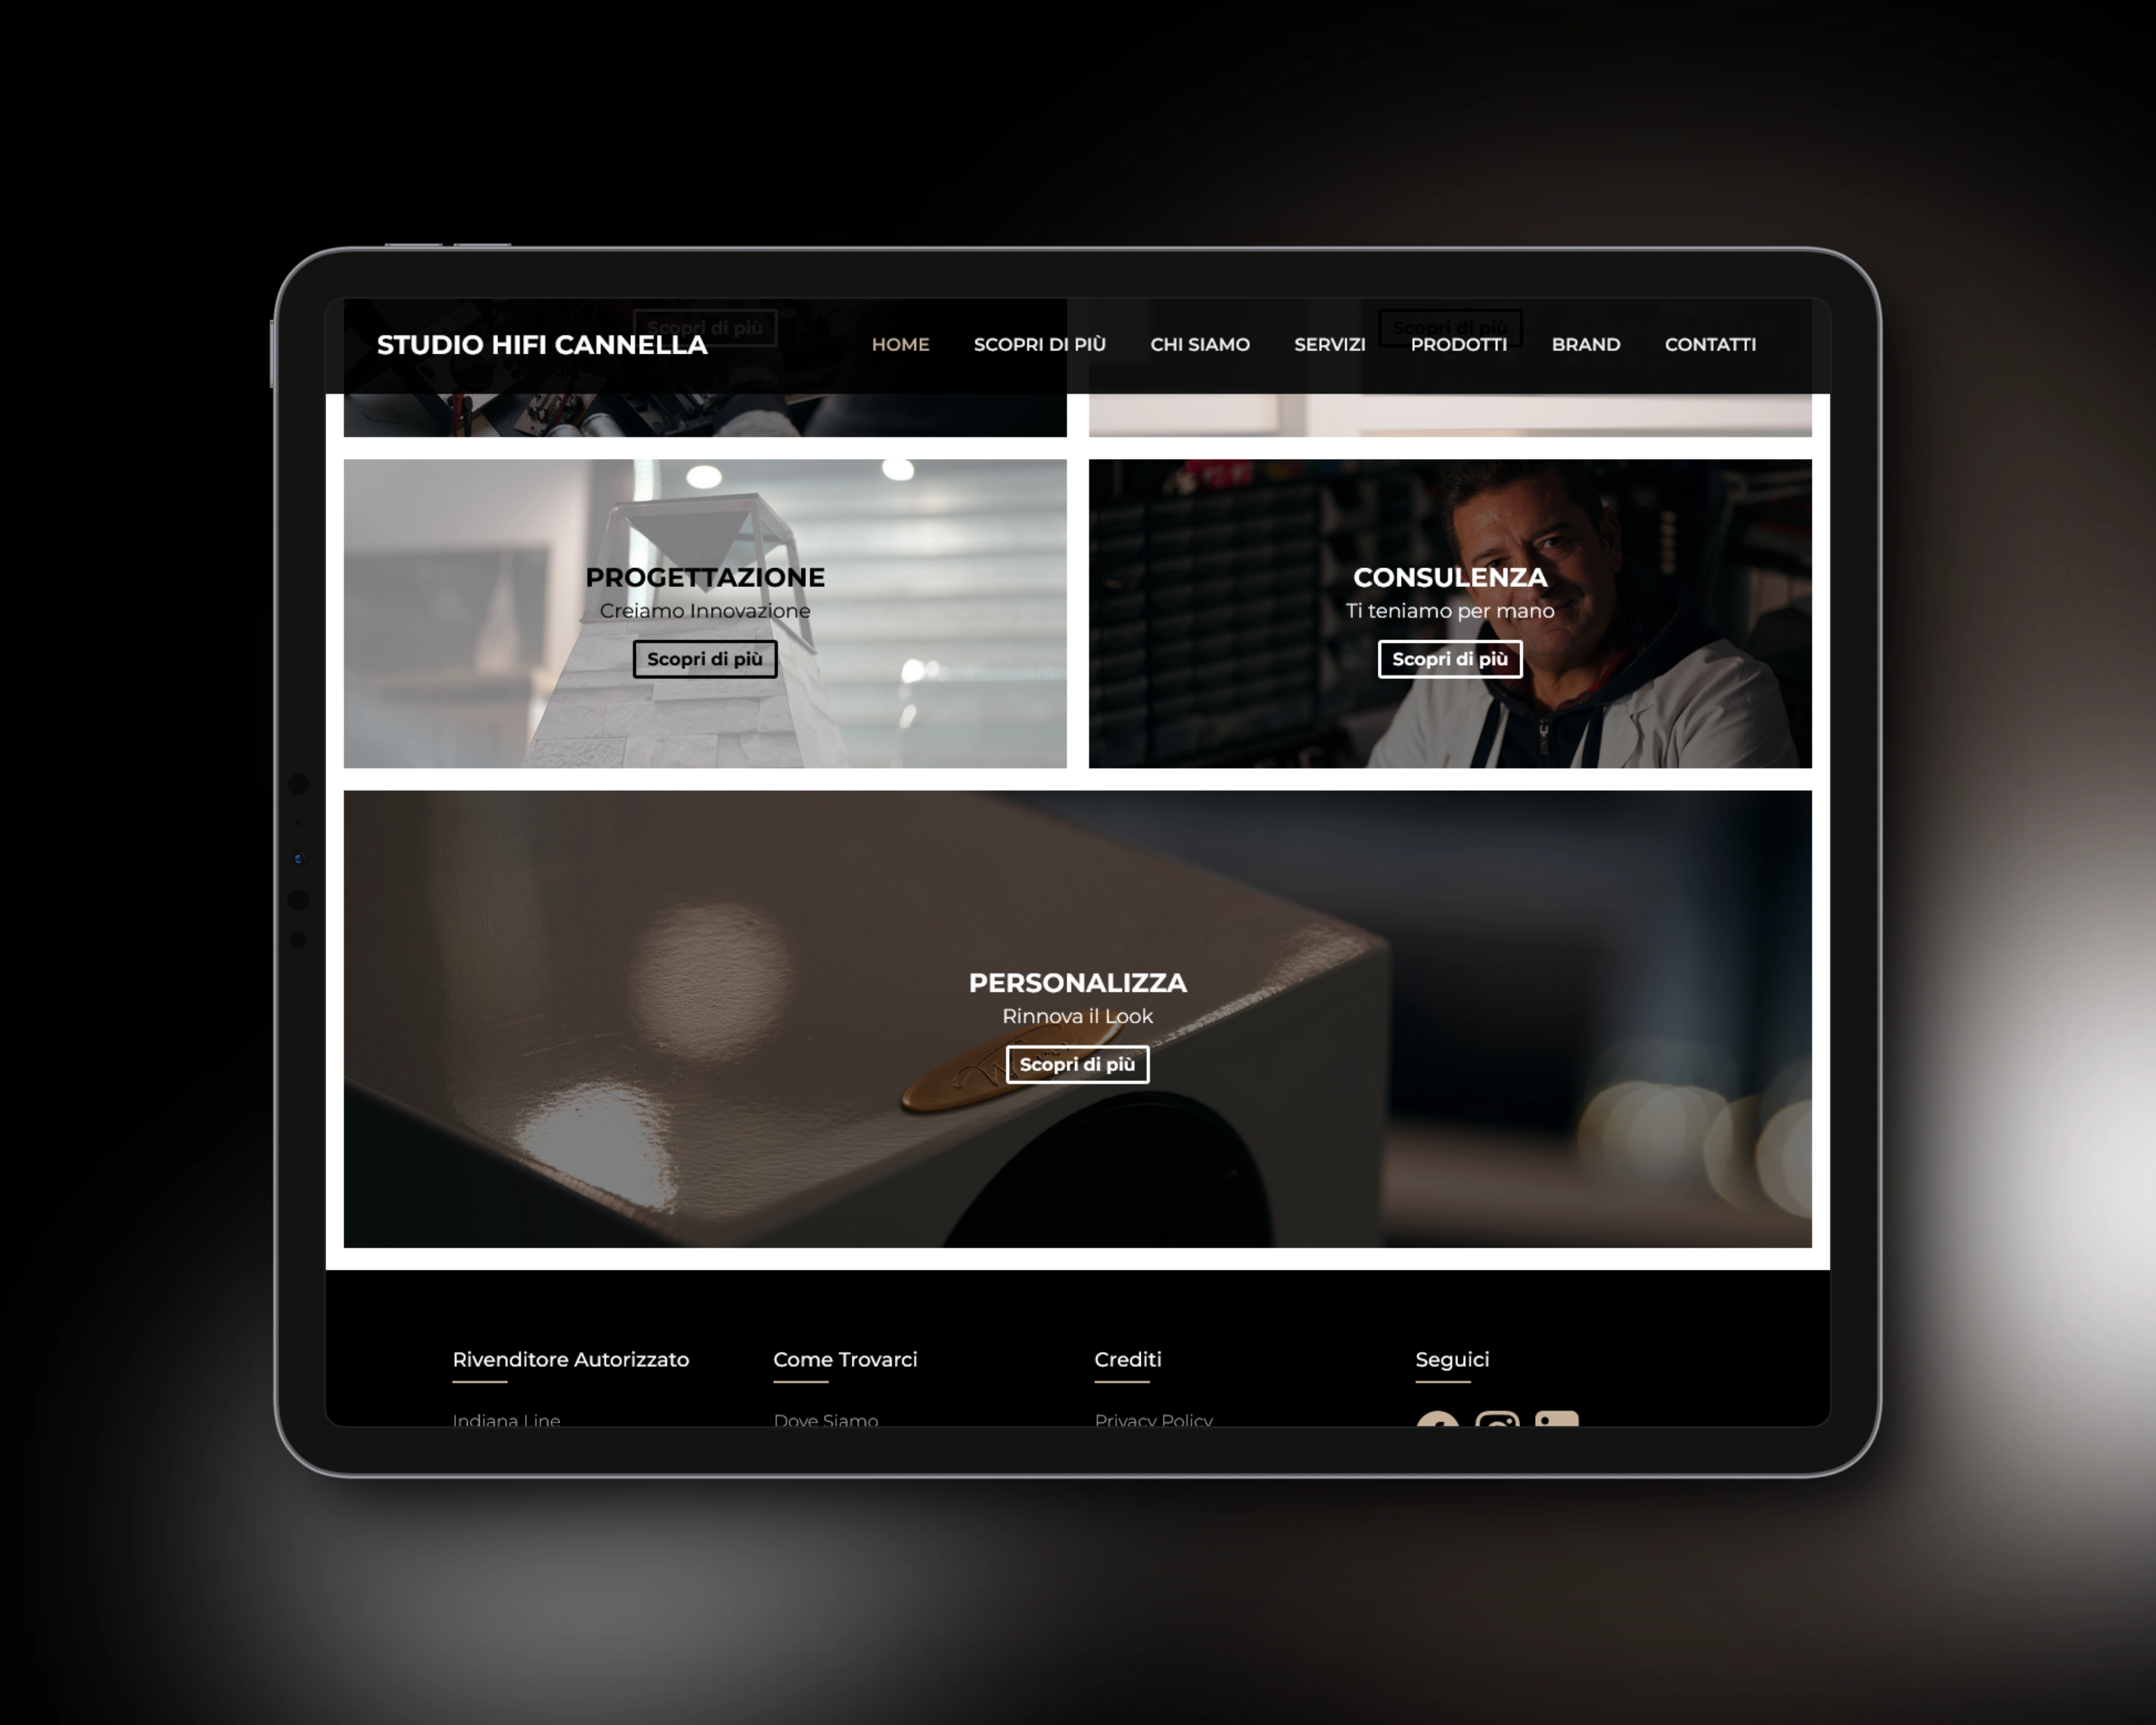 Scopri di più
Scopri di più
STUDIO HIFI CANNELLA
HOME SCOPRI DI PIÙ CHI SIAMO SERVIZI PRODOTTI BRAND CONTATTI
PROGETTAZIONE
Creiamo Innovazione
Scopri di più
CONSULENZA
Ti teniamo per mano
Scopri di più
PERSONALIZZA
Rinnova il Look
Scopri di più
Rivenditore Autorizzato
Indiana Line
Come Trovarci
Dove Siamo
Crediti
Privacy Policy
Seguici